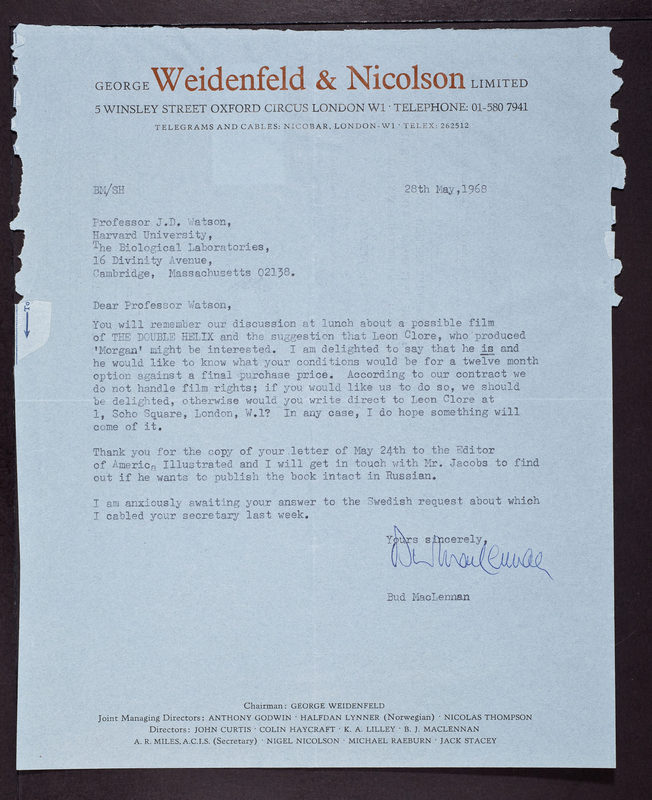 GEORGE Weidenfeld & Nicolson LIMITED
5 WINSLEY STREET OXFORD CIRCUS LONDON W1 · TELEPHONE: 01-580 7941
TELEGRAMS AND CABLES: NICOBAR, LONDON-W1 · TELEX: 262512
BM/SH 28th May,1968
Professor J.D. Watson,
Harvard University,
The Biological Laboratories,
16 Divinity Avenue,
Cambridge, Massachusetts 02138.
To
Dear Professor Watson,
You will remember our discussion at lunch about a possible film
of THE DOUBLE HELIX and the suggestion that Leon Clore, who produced
'Morgan' might be interested. I am delighted to say that he is and
he would like to know what your conditions would be for a twelve month
option against a final purchase price. According to our contract we
do not handle film rights; if you would like us to do so, we should
be delighted, otherwise would you write direct to Leon Clore at
1, Soho Square, London, W.1? In any case, I do hope something will
come of it.
Thank you for the copy of your letter of May 24th to the Editor
of America Illustrated and I will get in touch with Mr. Jacobs to find
out if he wants to publish the book intact in Russian.
I am anxiously awaiting your answer to the Swedish request about which
I cabled your secretary last week.
Yours sincerely,
Bud MacLennan
Bud MacLennan
Chairman: GEORGE WEIDENFELD
Joint Managing Directors: ANTHONY GODWIN · HALFDAN LYNNER (Norwegian) · NICOLAS THOMPSON
Directors: JOHN CURTIS · COLIN HAYCRAFT · K. A. LILLEY · B. J. MACLENNAN
A. R. MILES, A.C.I.S. (Secretary) · NIGEL NICOLSON · MICHAEL RAEBURN · JACK STACEY